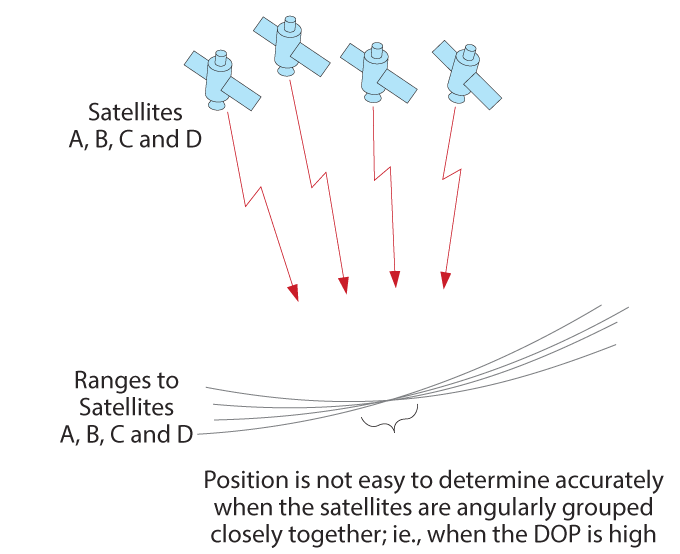 Satellites
A, B, C and D
Ranges to
Satellites
A, B, C and D
Position is not easy to determine accurately
when the satellites are angularly grouped
closely together; ie., when the DOP is high